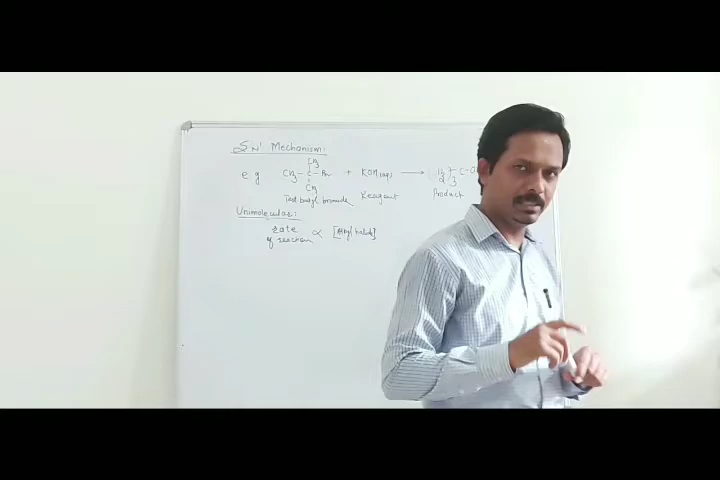 SN¹ Mechanism:
CH3
e g CH3 - C - Br + KOH (aq) → C-O
CH3
Tert butyl bromide Reagent Product
Unimolecular:
rate
of reaction ∝ [Alkyl halide]